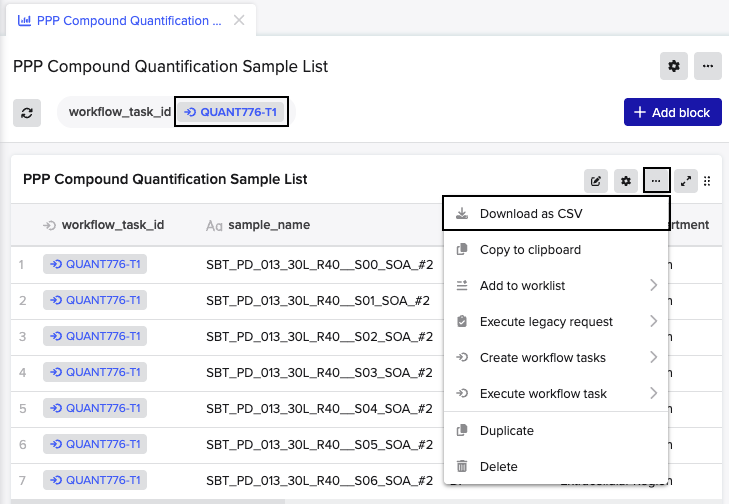 PPP Compound Quantification ...
PPP Compound Quantification Sample List
workflow_task_id QUANT776-T1
Add block
PPP Compound Quantification Sample List
workflow_task_id Aa sample_name rtment
Download as CSV
Copy to clipboard
Add to worklist
Execute legacy request
Create workflow tasks
Execute workflow task
Duplicate
Delete
1 QUANT776-T1 SBT_PD_013_30L_R40__S00_SOA_#2 n
2 QUANT776-T1 SBT_PD_013_30L_R40__S01_SOA_#2 n
3 QUANT776-T1 SBT_PD_013_30L_R40__S02_SOA_#2 n
4 QUANT776-T1 SBT_PD_013_30L_R40__S03_SOA_#2 n
5 QUANT776-T1 SBT_PD_013_30L_R40__S04_SOA_#2 n
6 QUANT776-T1 SBT_PD_013_30L_R40__S05_SOA_#2 n
7 QUANT776-T1 SBT_PD_013_30L_R40__S06_SOA_#2 Extracellular Region